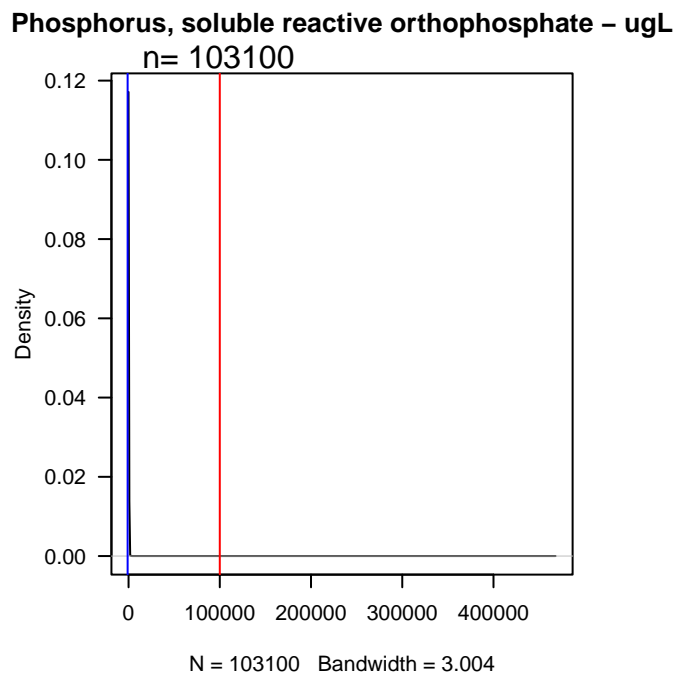 Phosphorus, soluble reactive orthophosphate − ugL
n= 103100
0.12
0.10
0.08
0.06
0.04
0.02
0.00
Density
0 100000 200000 300000 400000
N = 103100 Bandwidth = 3.004